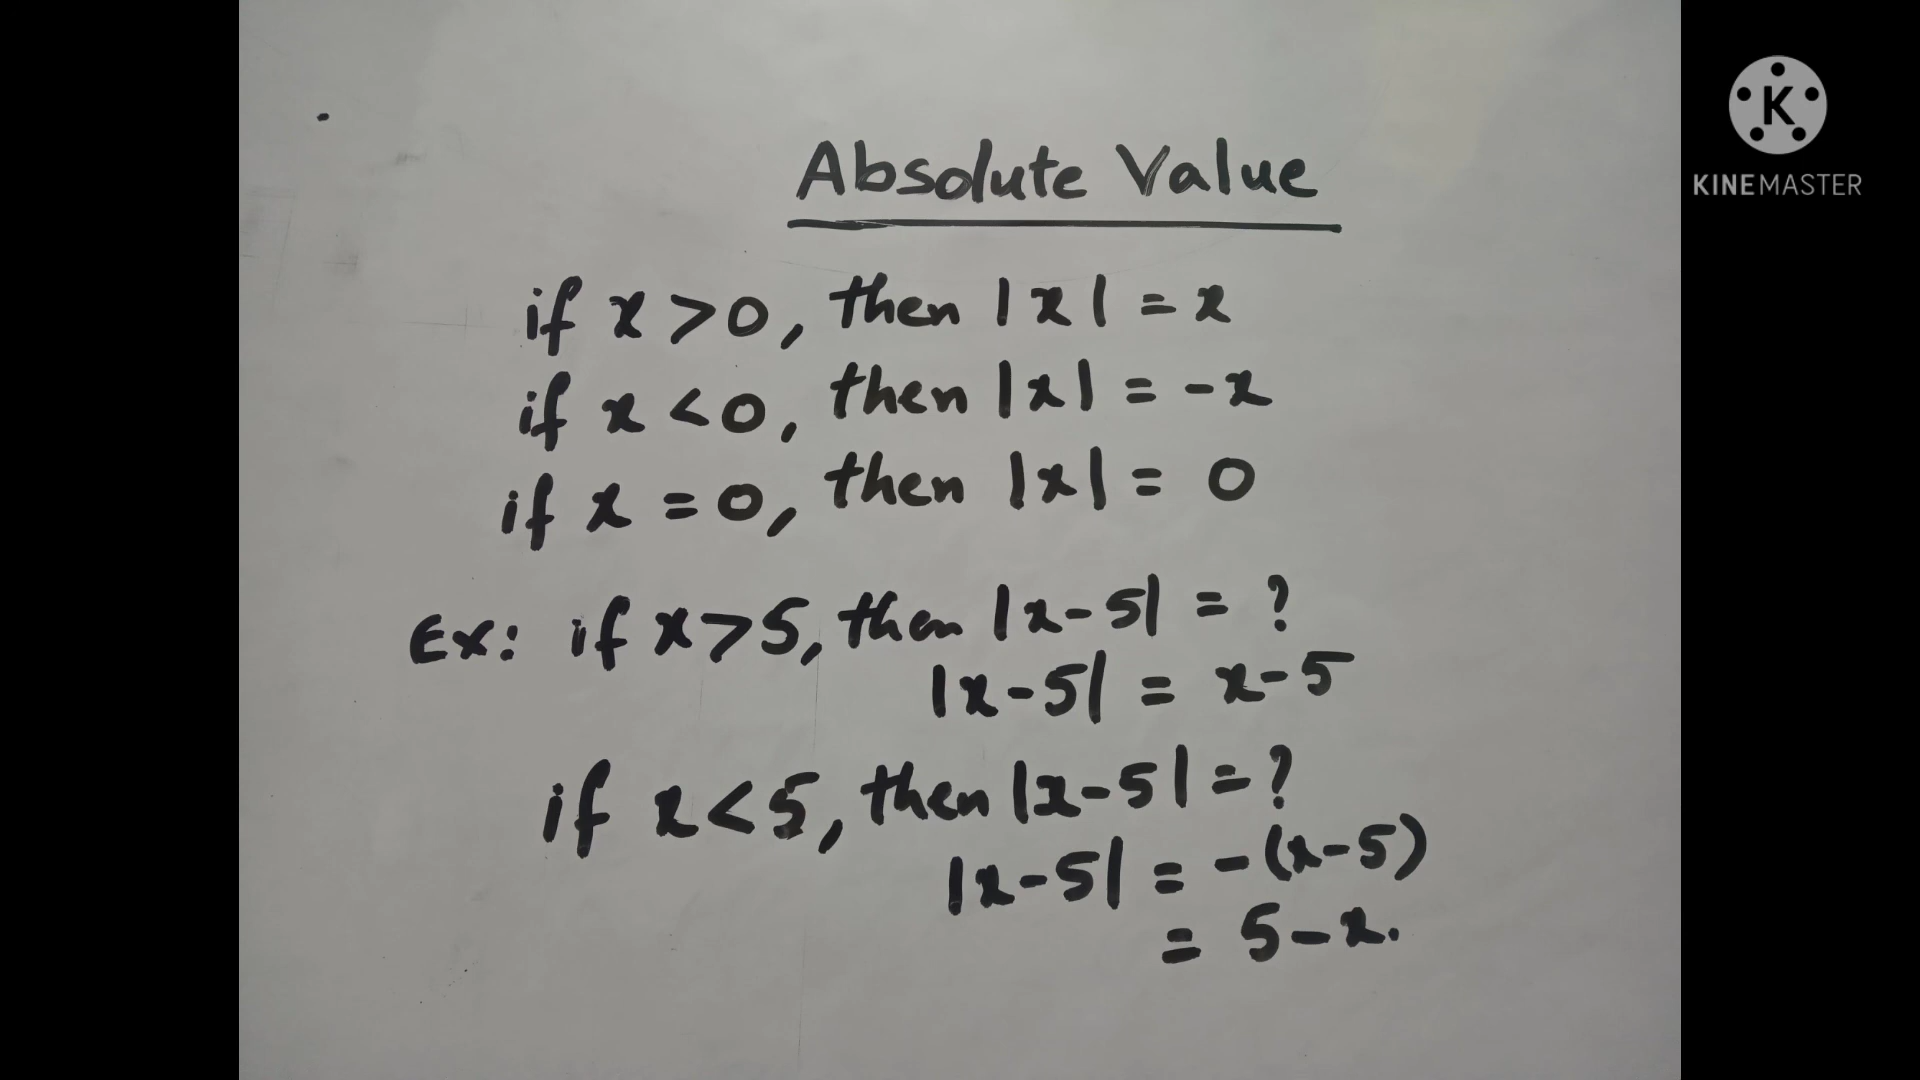 Absolute Value
if x > 0, then |x| = x
if x < 0, then |x| = -x
if x = 0, then |x| = 0
Ex: if x > 5, then |x-5| = ?
|x-5| = x-5
if x < 5, then |x-5| = ?
|x-5| = -(x-5)
= 5-x.
K
KINEMASTER